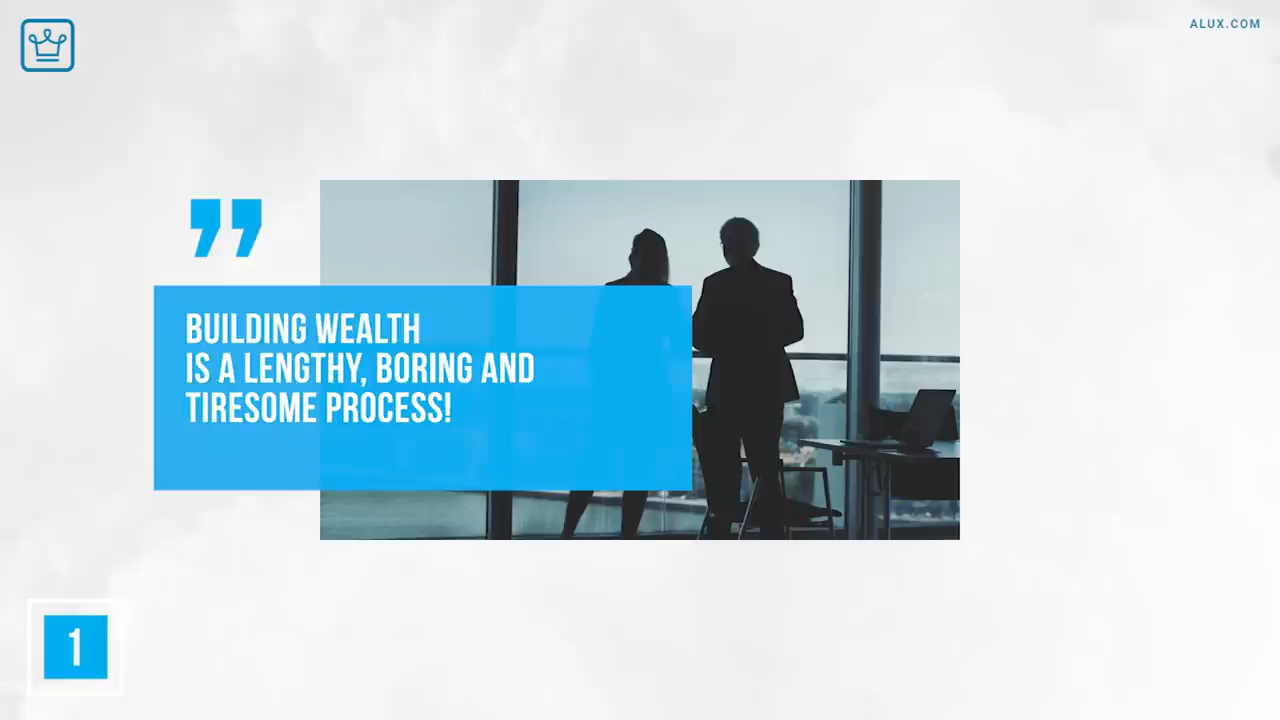 ALUX.COM
”
BUILDING WEALTH
IS A LENGTHY, BORING AND
TIRESOME PROCESS!
1